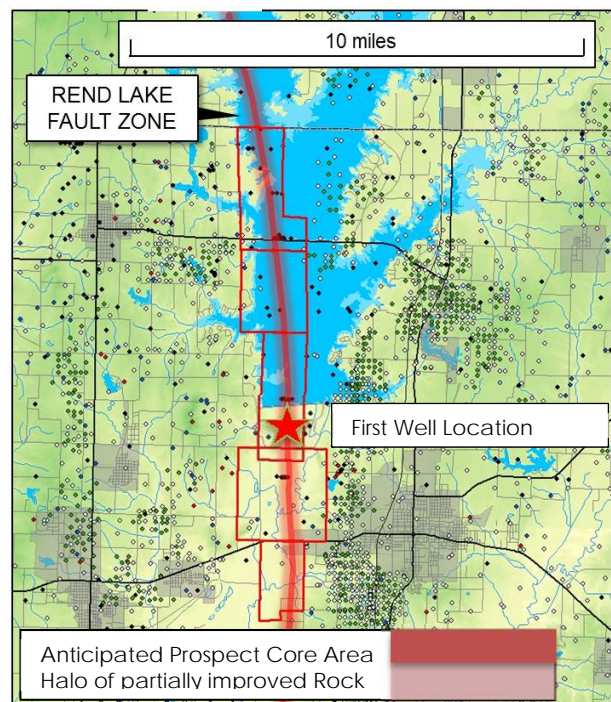 10 miles
REND LAKE
FAULT ZONE
First Well Location
Anticipated Prospect Core Area
Halo of partially improved Rock